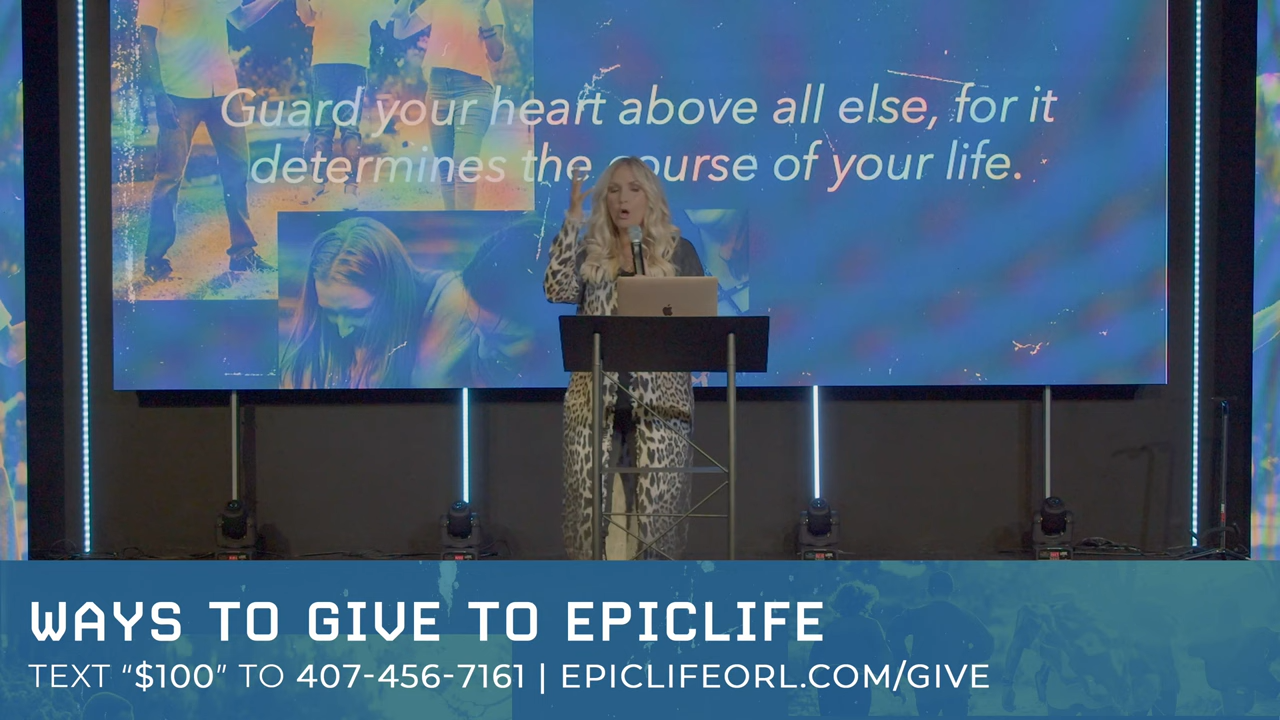 Guard your heart above all else, for it
determines the course of your life.
WAYS TO GIVE TO EPICLIFE
TEXT “$100” TO 407-456-7161 | EPICLIFEORL.COM/GIVE